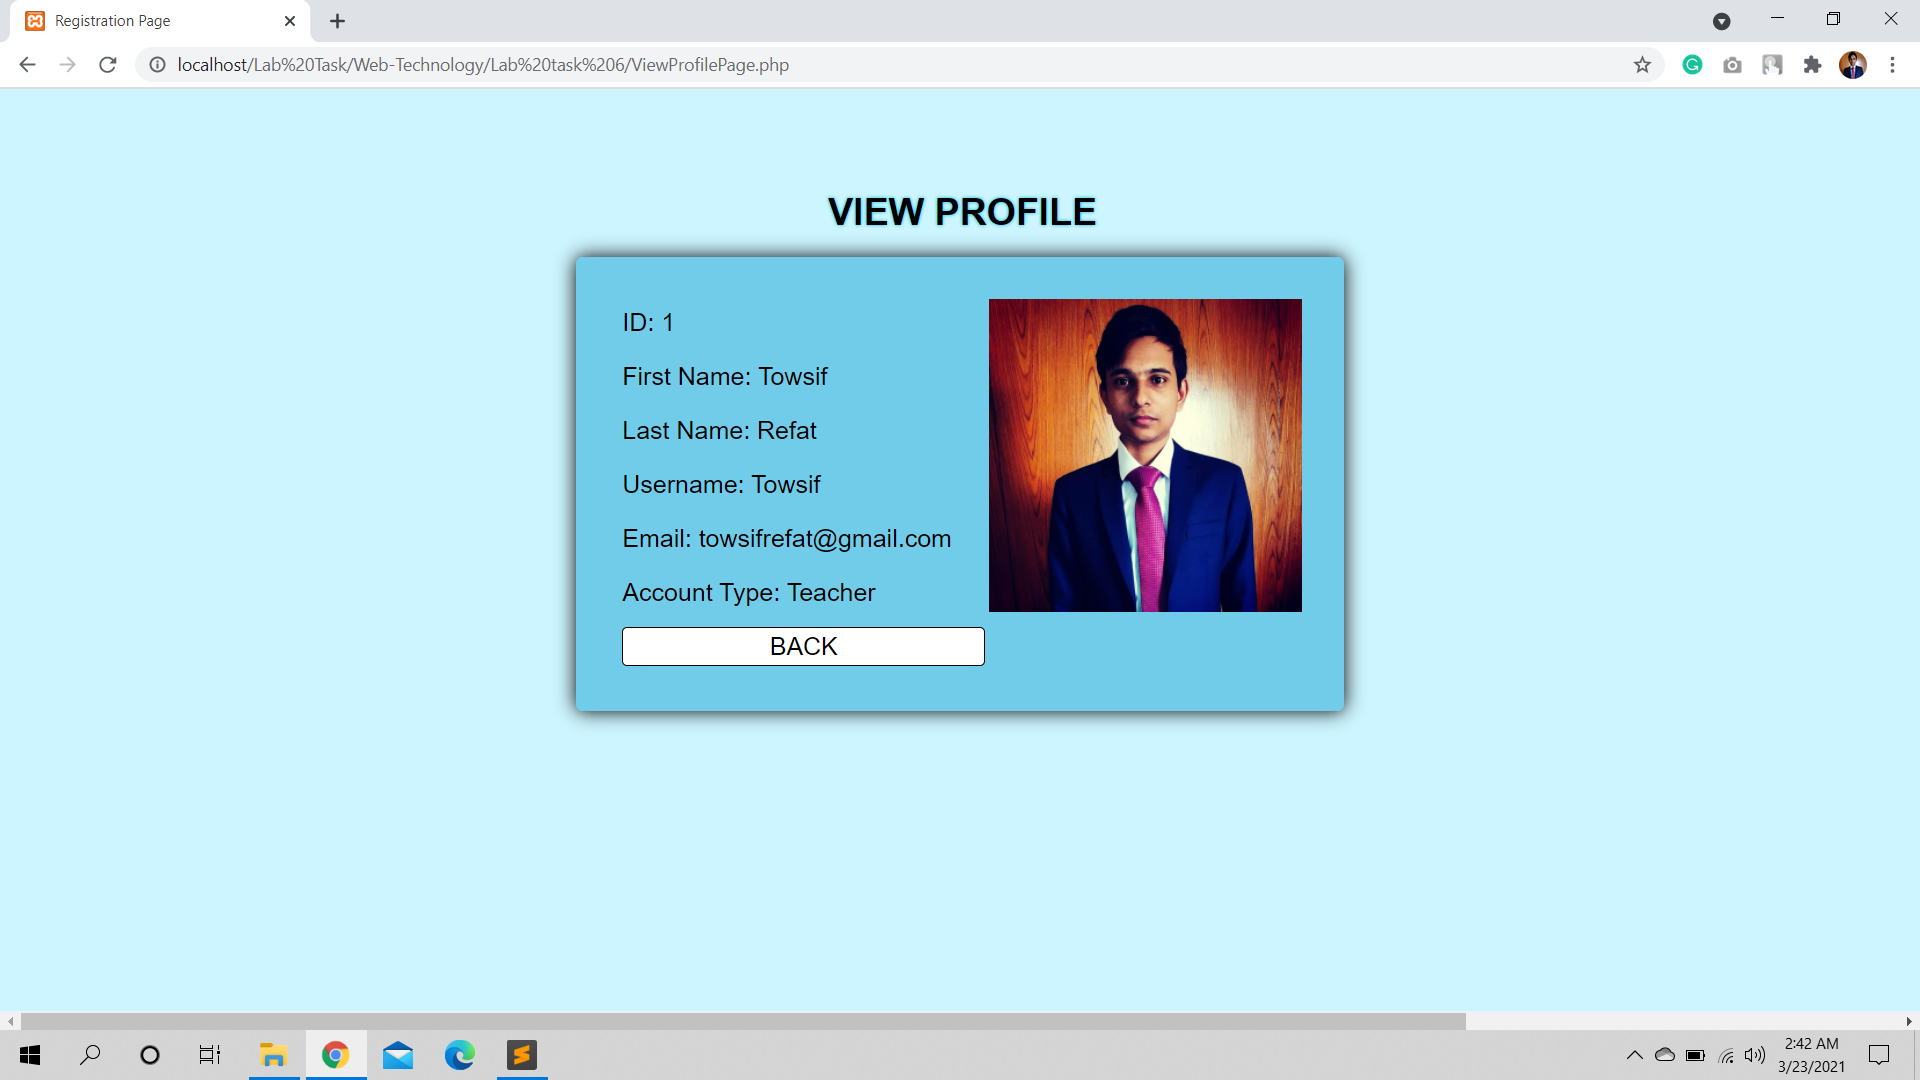 Registration Page
localhost/Lab%20Task/Web-Technology/Lab%20task%206/ViewProfilePage.php
VIEW PROFILE
ID: 1
First Name: Towsif
Last Name: Refat
Username: Towsif
Email: towsifrefat@gmail.com
Account Type: Teacher
BACK
2:42 AM
3/23/2021